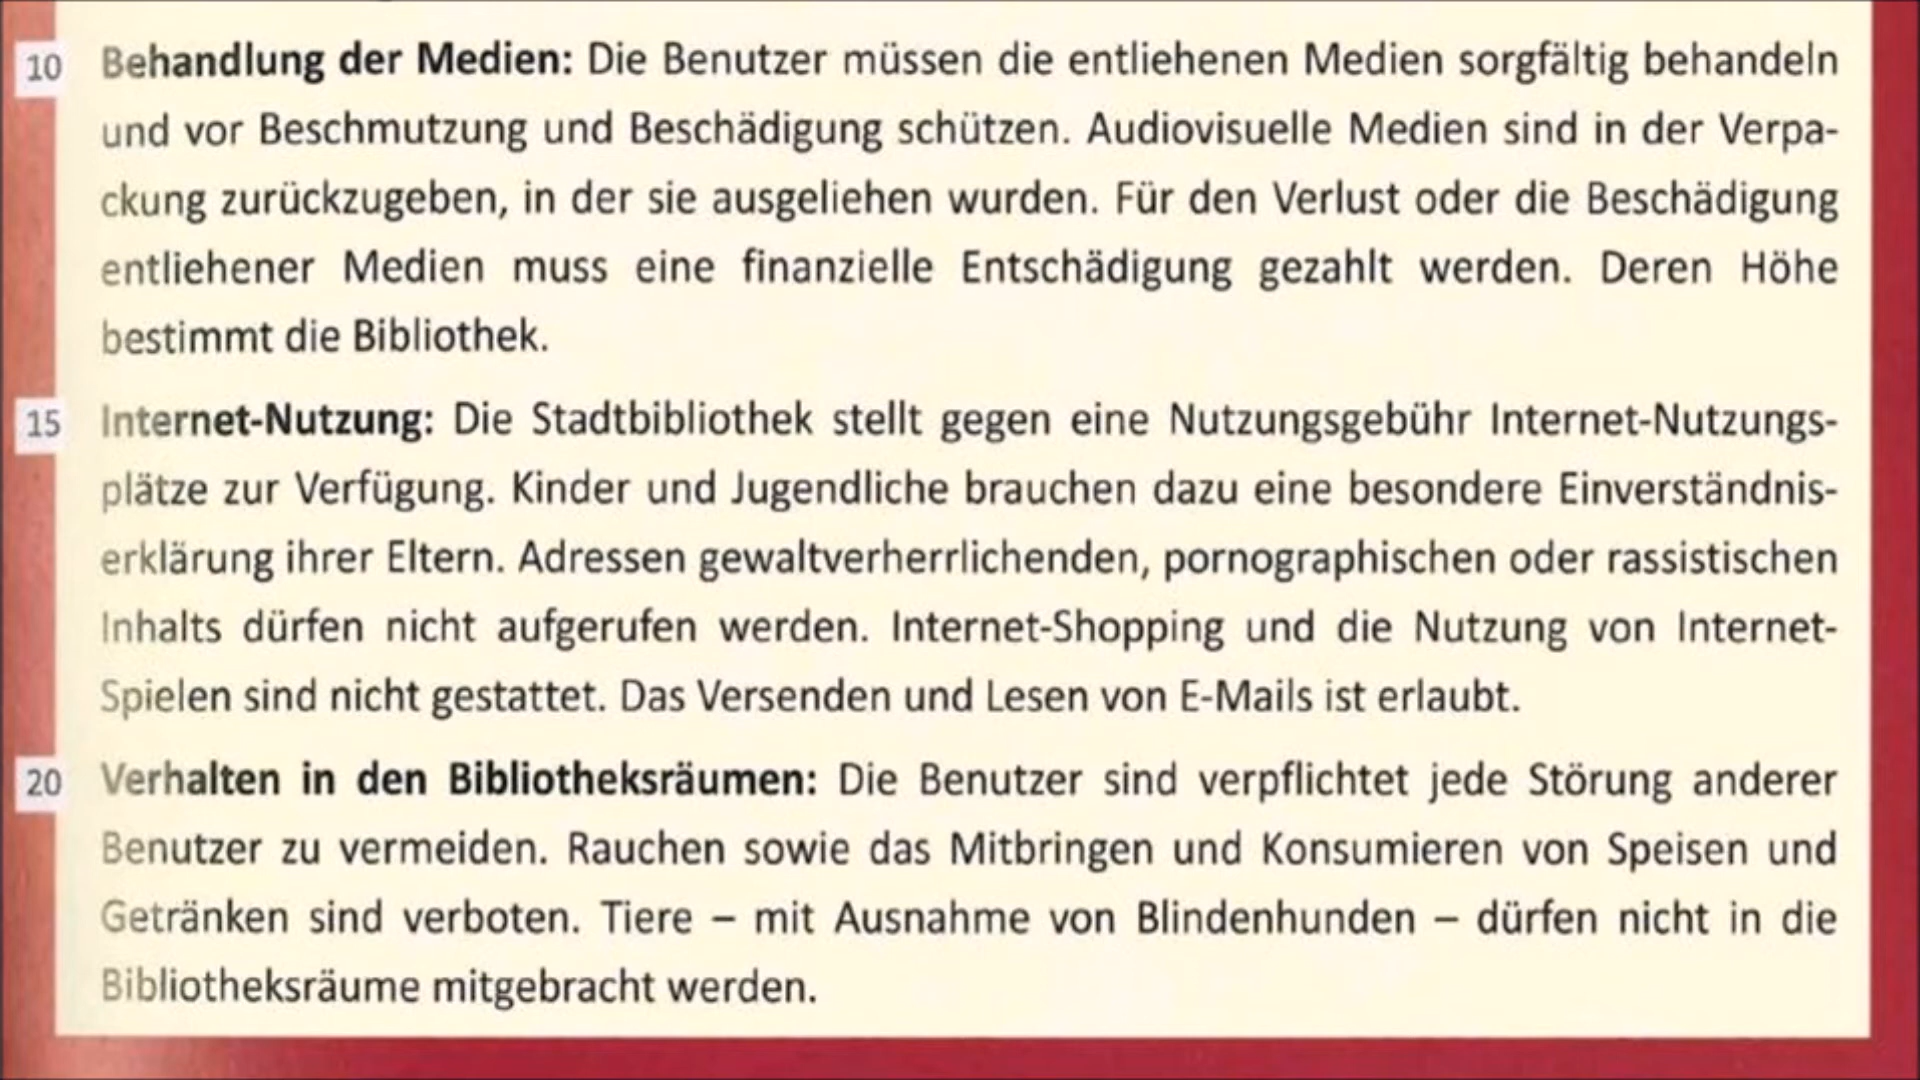 10 Behandlung der Medien: Die Benutzer müssen die entliehenen Medien sorgfältig behandeln
und vor Beschmutzung und Beschädigung schützen. Audiovisuelle Medien sind in der Verpa-
ckung zurückzugeben, in der sie ausgeliehen wurden. Für den Verlust oder die Beschädigung
entliehener Medien muss eine finanzielle Entschädigung gezahlt werden. Deren Höhe
bestimmt die Bibliothek.
15 Internet-Nutzung: Die Stadtbibliothek stellt gegen eine Nutzungsgebühr Internet-Nutzungs-
plätze zur Verfügung. Kinder und Jugendliche brauchen dazu eine besondere Einverständnis-
erklärung ihrer Eltern. Adressen gewaltverherrlichenden, pornographischen oder rassistischen
Inhalts dürfen nicht aufgerufen werden. Internet-Shopping und die Nutzung von Internet-
Spielen sind nicht gestattet. Das Versenden und Lesen von E-Mails ist erlaubt.
20 Verhalten in den Bibliotheksräumen: Die Benutzer sind verpflichtet jede Störung anderer
Benutzer zu vermeiden. Rauchen sowie das Mitbringen und Konsumieren von Speisen und
Getränken sind verboten. Tiere – mit Ausnahme von Blindenhunden – dürfen nicht in die
Bibliotheksräume mitgebracht werden.